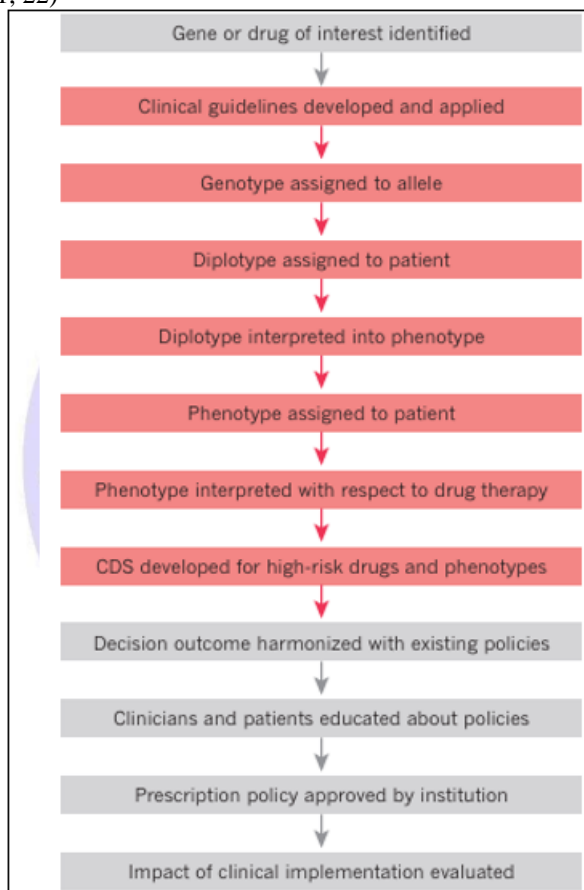 , 22)
Gene or drug of interest identified
Clinical guidelines developed and applied
Genotype assigned to allele
Diplotype assigned to patient
Diplotype interpreted into phenotype
Phenotype assigned to patient
Phenotype interpreted with respect to drug therapy
CDS developed for high-risk drugs and phenotypes
Decision outcome harmonized with existing policies
Clinicians and patients educated about policies
Prescription policy approved by institution
Impact of clinical implementation evaluated